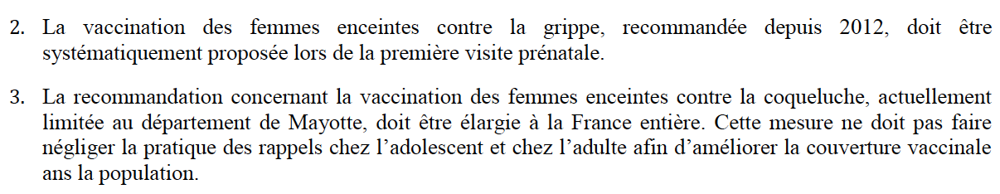 2. La vaccination des femmes enceintes contre la grippe, recommandée depuis 2012, doit être
systématiquement proposée lors de la première visite prénatale.
3. La recommandation concernant la vaccination des femmes enceintes contre la coqueluche, actuellement
limitée au département de Mayotte, doit être élargie à la France entière. Cette mesure ne doit pas faire
négliger la pratique des rappels chez l’adolescent et chez l’adulte afin d’améliorer la couverture vaccinale
ans la population.